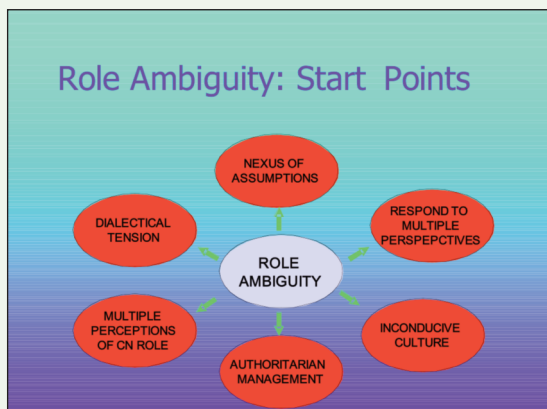 Role Ambiguity: Start Points
NEXUS OF
ASSUMPTIONS
DIALECTICAL
TENSION
RESPOND TO
MULTIPLE
PERSPEPCTIVES
ROLE
AMBIGUITY
MULTIPLE
PERCEPTIONS
OF CN ROLE
INCONDUCIVE
CULTURE
AUTHORITARIAN
MANAGEMENT